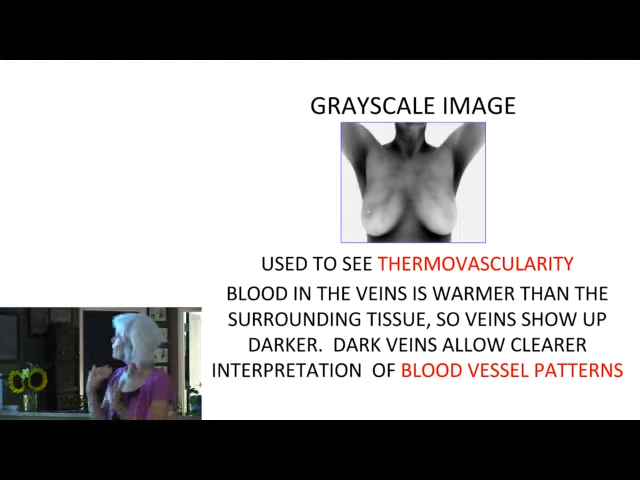 GRAYSCALE IMAGE
USED TO SEE THERMOVASCULARITY
BLOOD IN THE VEINS IS WARMER THAN THE
SURROUNDING TISSUE, SO VEINS SHOW UP
DARKER. DARK VEINS ALLOW CLEARER
INTERPRETATION OF BLOOD VESSEL PATTERNS